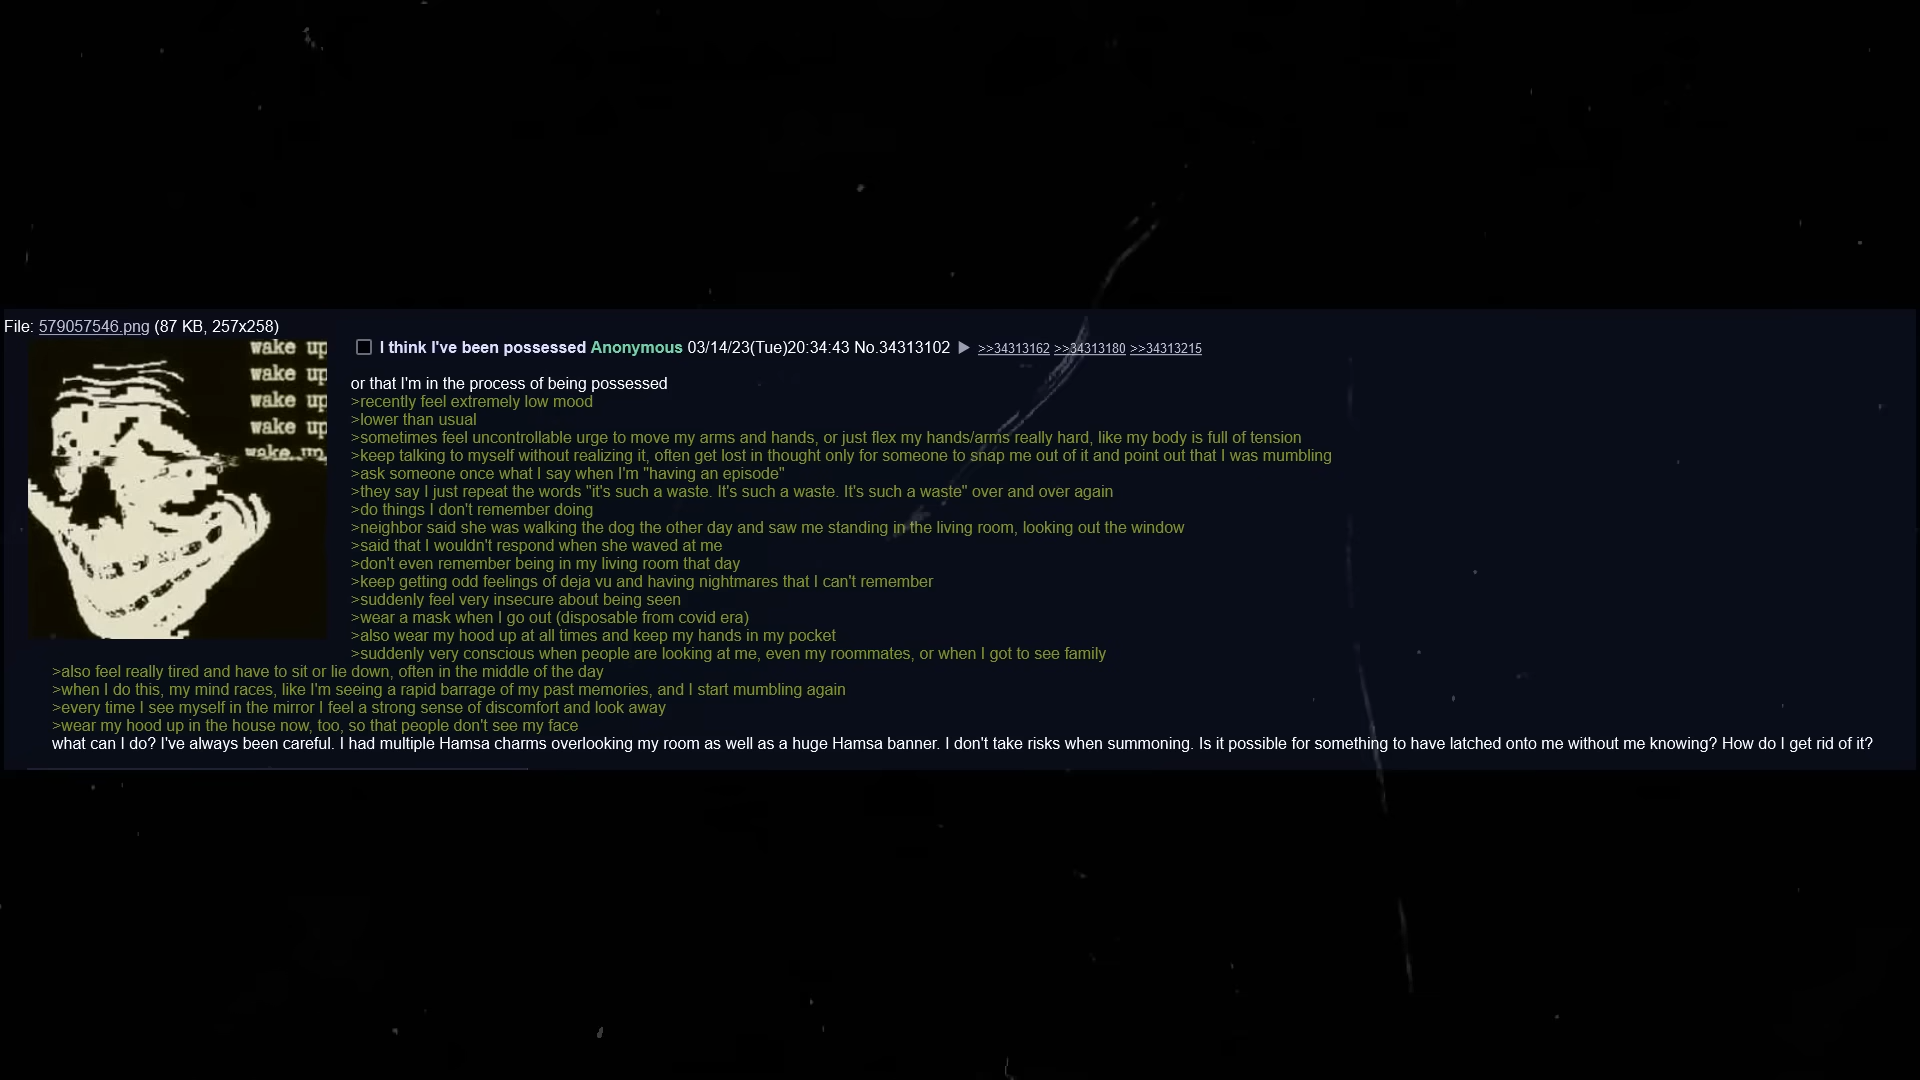 File: 579057546.png (87 KB, 257x258)
wake up
wake up
wake up
wake up
wake up
I think I've been possessed Anonymous 03/14/23(Tue)20:34:43 No.34313102 ▶ >>34313162 >>34313180 >>34313215
or that I'm in the process of being possessed
>recently feel extremely low mood
>lower than usual
>sometimes feel uncontrollable urge to move my arms and hands, or just flex my hands/arms really hard, like my body is full of tension
>keep talking to myself without realizing it, often get lost in thought only for someone to snap me out of it and point out that I was mumbling
>ask someone once what I say when I'm "having an episode"
>they say I just repeat the words "it's such a waste. It's such a waste. It's such a waste" over and over again
>do things I don't remember doing
>neighbor said she was walking the dog the other day and saw me standing in the living room, looking out the window
>said that I wouldn't respond when she waved at me
>don't even remember being in my living room that day
>keep getting odd feelings of deja vu and having nightmares that I can't remember
>suddenly feel very insecure about being seen
>wear a mask when I go out (disposable from covid era)
>also wear my hood up at all times and keep my hands in my pocket
>suddenly very conscious when people are looking at me, even my roommates, or when I got to see family
>also feel really tired and have to sit or lie down, often in the middle of the day
>when I do this, my mind races, like I'm seeing a rapid barrage of my past memories, and I start mumbling again
>every time I see myself in the mirror I feel a strong sense of discomfort and look away
>wear my hood up in the house now, too, so that people don't see my face
what can I do? I've always been careful. I had multiple Hamsa charms overlooking my room as well as a huge Hamsa banner. I don't take risks when summoning. Is it possible for something to have latched onto me without me knowing? How do I get rid of it?